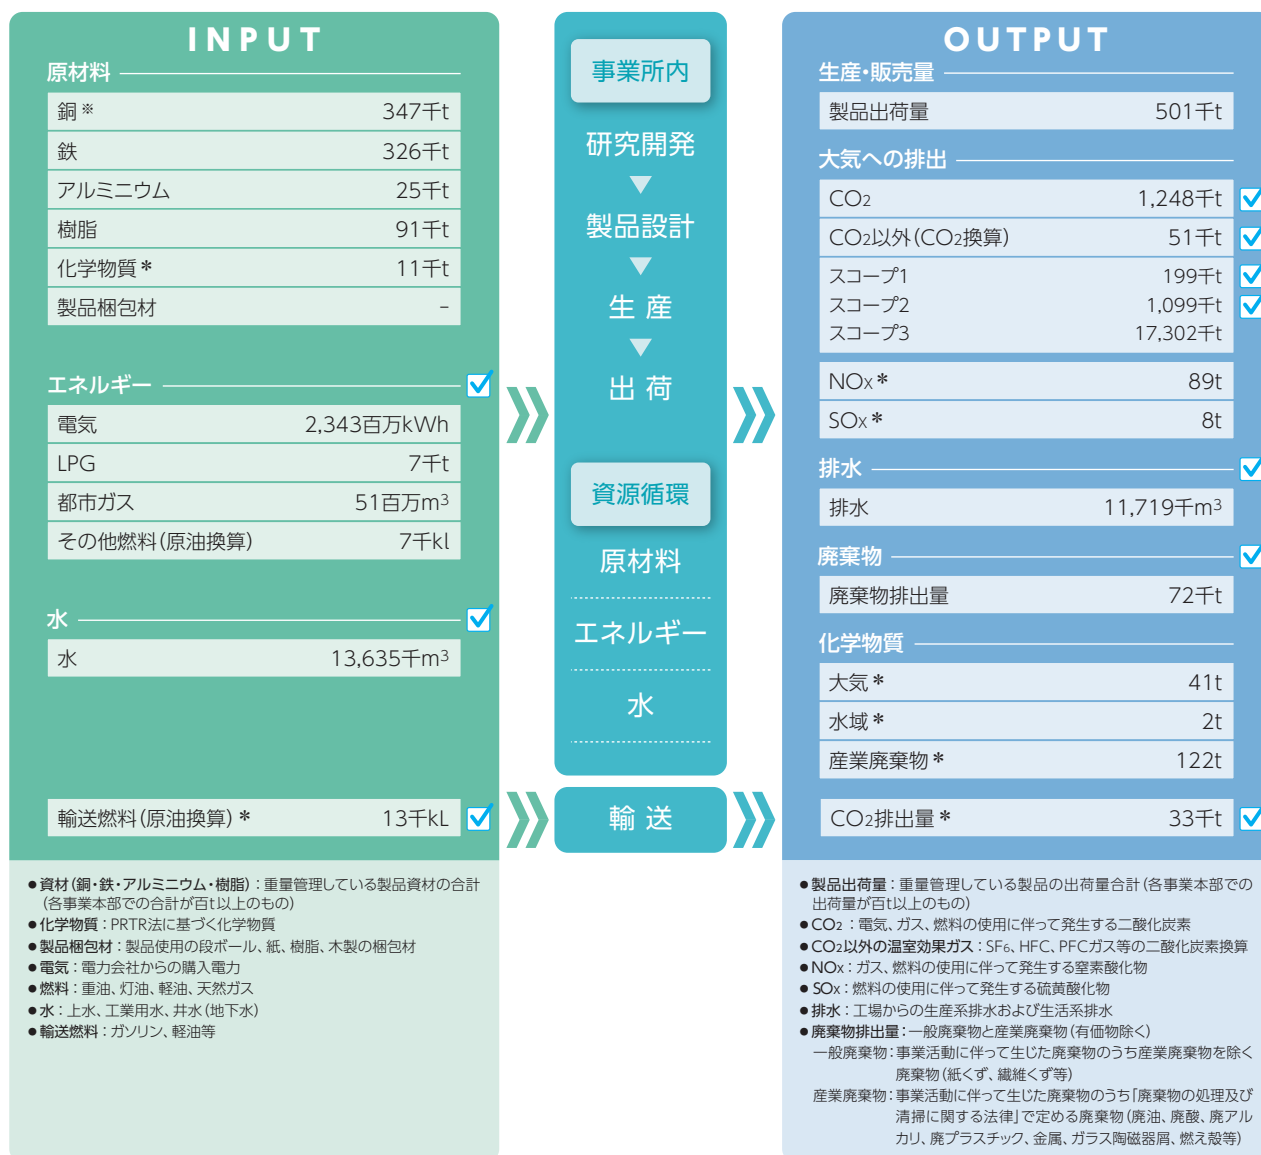 INPUT
原材料
銅※ 347千t
鉄 326千t
アルミニウム 25千t
樹脂 91千t
化学物質＊ 11千t
製品梱包材 –
エネルギー
電気 2,343百万kWh
LPG 7千t
都市ガス 51百万m3
その他燃料(原油換算) 7千kl
水
水 13,635千m3
輸送燃料(原油換算)＊ 13千kL
●資材(銅・鉄・アルミニウム・樹脂)：重量管理している製品資材の合計
(各事業本部での合計が百t以上のもの)
●化学物質：PRTR法に基づく化学物質
●製品梱包材：製品使用の段ボール、紙、樹脂、木製の梱包材
●電気：電力会社からの購入電力
●燃料：重油、灯油、軽油、天然ガス
●水：上水、工業用水、井水(地下水)
●輸送燃料：ガソリン、軽油等
事業所内
研究開発
▼
製品設計
▼
生産
▼
出荷
資源循環
原材料
エネルギー
水
輸送
OUTPUT
生産・販売量
製品出荷量 501千t
大気への排出
CO2 1,248千t
CO2以外(CO2換算) 51千t
スコープ1 199千t
スコープ2 1,099千t
スコープ3 17,302千t
NOx＊ 89t
SOx＊ 8t
排水
排水 11,719千m3
廃棄物
廃棄物排出量 72千t
化学物質
大気＊ 41t
水域＊ 2t
産業廃棄物＊ 122t
CO2排出量＊ 33千t
●製品出荷量：重量管理している製品の出荷量合計(各事業本部での
出荷量が百t以上のもの)
●CO2：電気、ガス、燃料の使用に伴って発生する二酸化炭素
●CO2以外の温室効果ガス：SF6、HFC、PFCガス等の二酸化炭素換算
●NOx：ガス、燃料の使用に伴って発生する窒素酸化物
●SOx：燃料の使用に伴って発生する硫黄酸化物
●排水：工場からの生産系排水および生活系排水
●廃棄物排出量：一般廃棄物と産業廃棄物(有価物除く)
一般廃棄物：事業活動に伴って生じた廃棄物のうち産業廃棄物を除く
廃棄物(紙くず、繊維くず等)
産業廃棄物：事業活動に伴って生じた廃棄物のうち「廃棄物の処理及び
清掃に関する法律」で定める廃棄物(廃油、廃酸、廃アル
カリ、廃プラスチック、金属、ガラス陶磁器屑、燃え殻等)